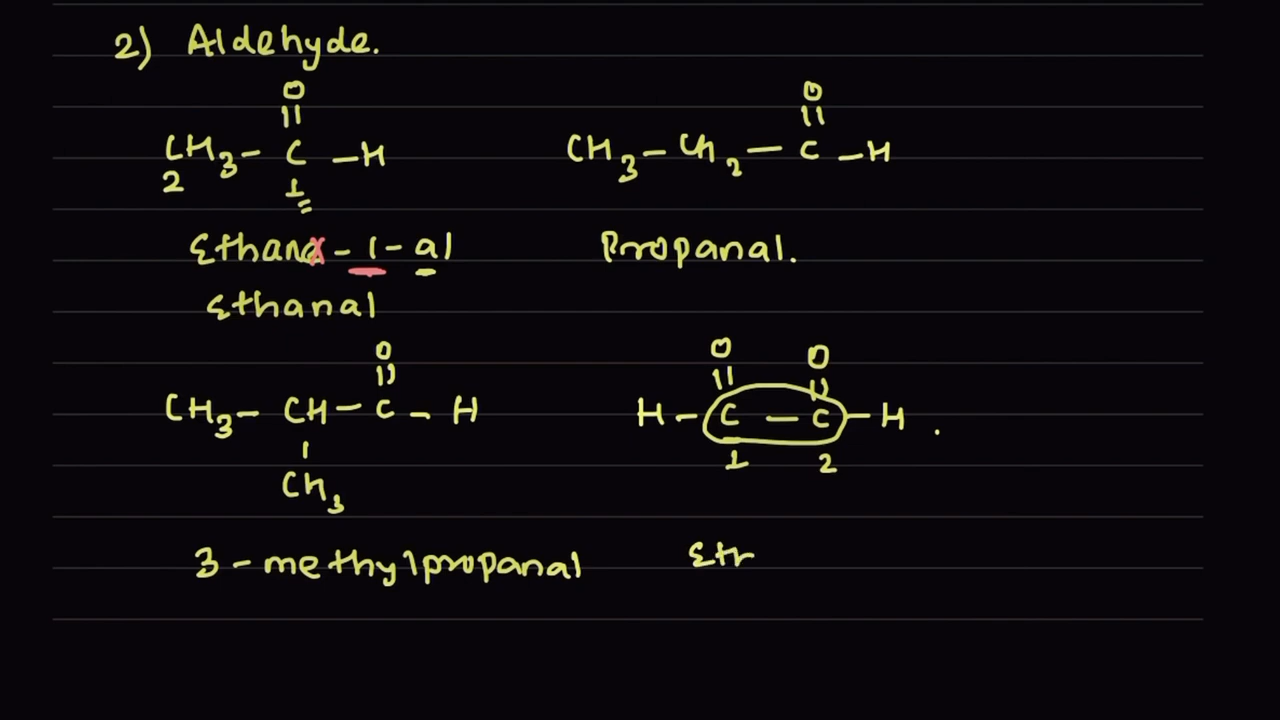 2) Aldehyde.
O O
|| ||
CH3 - C - H CH3 - CH2 - C - H
2 1
Ethane - 1 - al Propanal.
Ethanal
O O O
|| || ||
CH3 - CH - C - H H - C - C - H .
| 1 2
CH3
3 - methylpropanal Eth